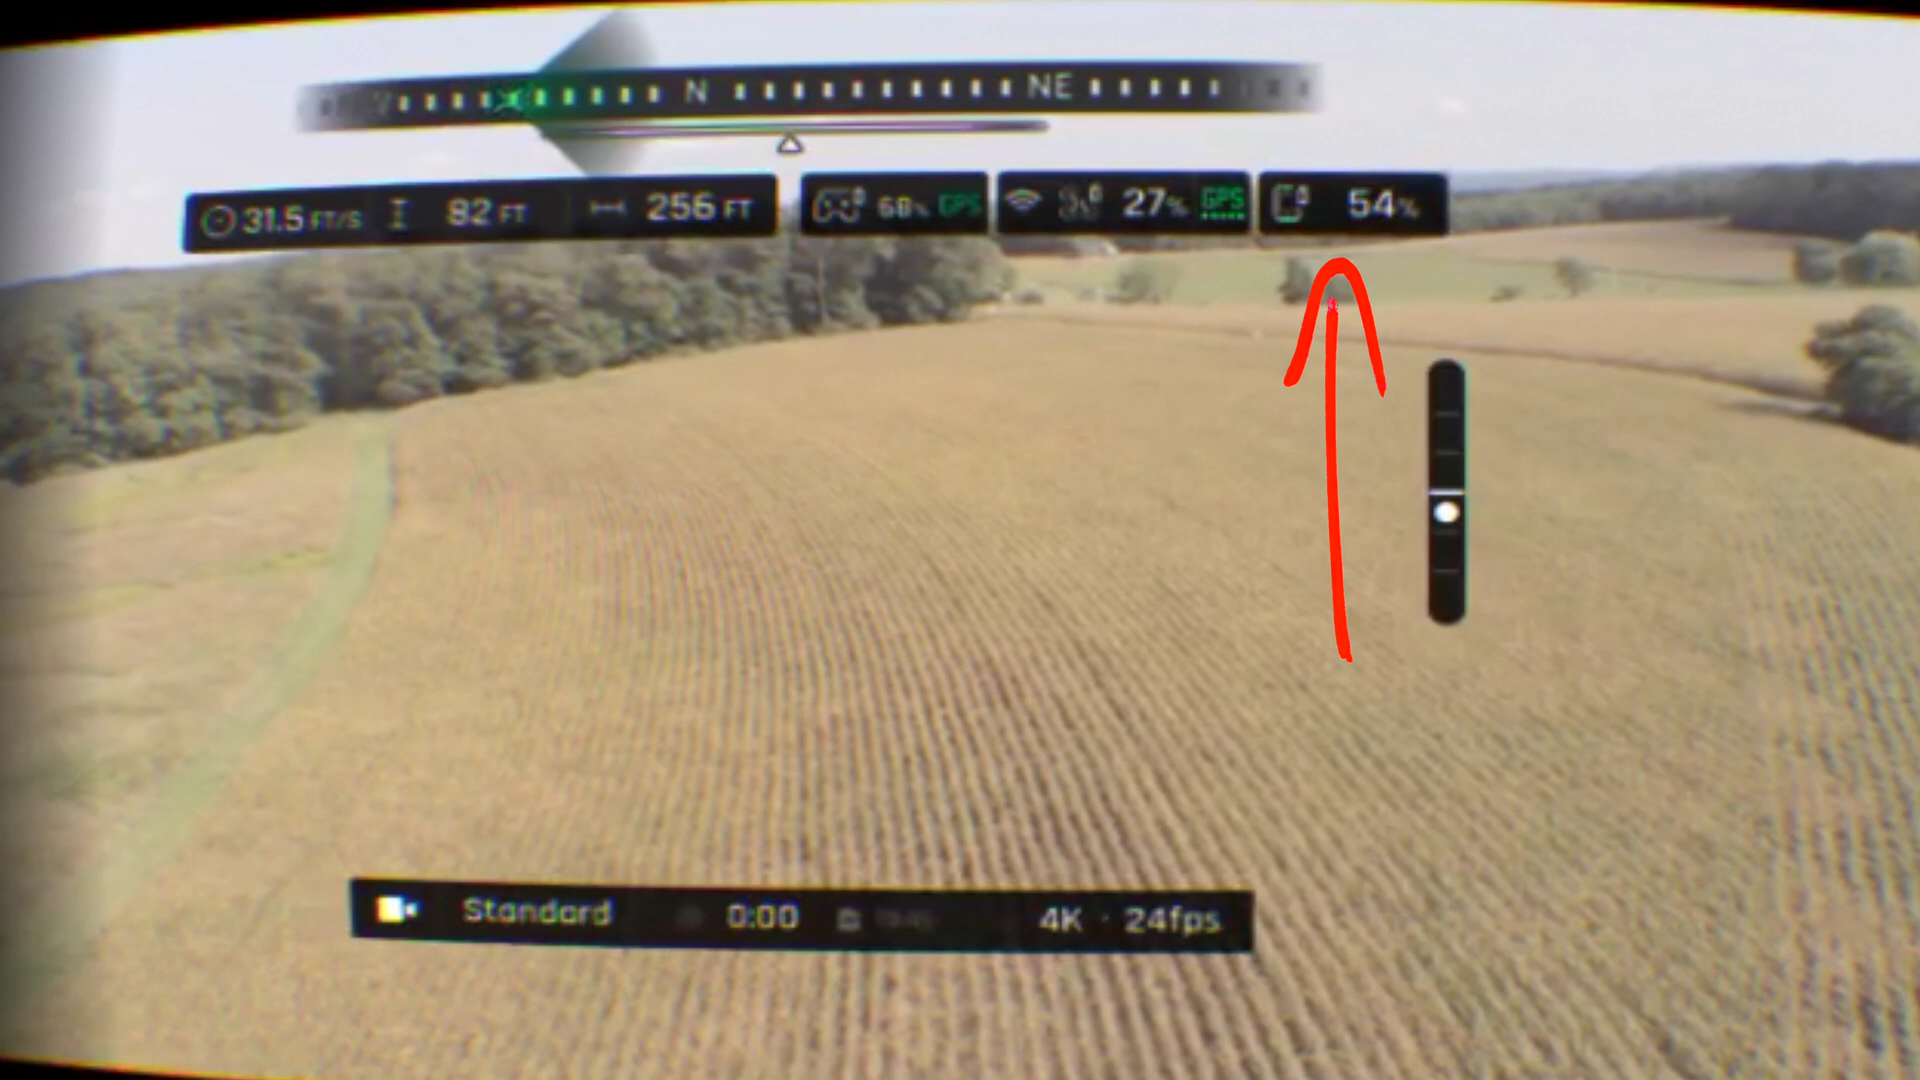 N NE
31.5 FT/S 82 FT 256 FT 68% GPS 27% GPS 54%
Standard 0:00 4K · 24fps